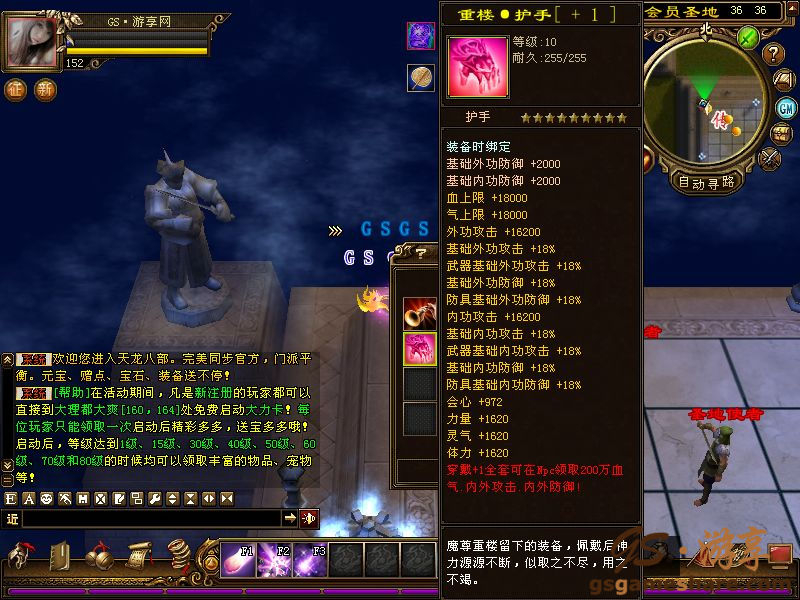 GS·游享网
152
征 新
重楼●护手[ + 1 ]
等级:10
耐久:255/255
护手
装备时绑定
基础外功防御 +2000
基础内功防御 +2000
血上限 +18000
气上限 +18000
外功攻击 +16200
基础外功攻击 +18%
武器基础外功攻击 +18%
基础外功防御 +18%
防具基础外功防御 +18%
内功攻击 +16200
基础内功攻击 +18%
武器基础内功攻击 +18%
基础内功防御 +18%
防具基础内功防御 +18%
会心 +972
力量 +1620
灵气 +1620
体力 +1620
穿戴+1全套可在Npc领取200万血
气.内外攻击.内外防御!
魔尊重楼留下的装备，佩戴后神
力源源不断，似取之不尽，用之
不竭。
会员圣地 36 36
北
?
GM
传
自动寻路
GSGS
GS
?
者
圣地使者
系统 欢迎您进入天龙八部。完美同步官方，门派平
衡。元宝、赠点、宝石、装备送不停!
系统 [帮助]在活动期间，凡是新注册的玩家都可以
直接到大理都大爽[160,164]处免费启动大力卡! 每
位玩家只能领取一次启动后精彩多多，送宝多多哦!
启动后，等级达到1级、15级、30级、40级、50级、60
级、70级和80级的时候均可以领取丰富的物品、宠物
等!
E A
近
F1 F2 F3
GS·游享